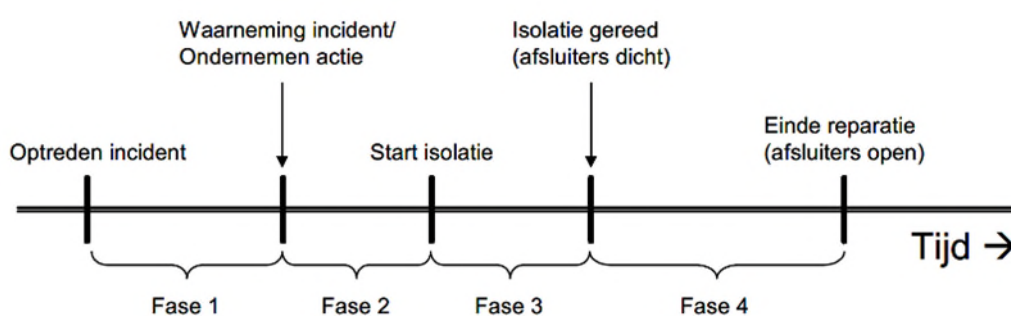 Waarneming incident/
Ondernemen actie
Isolatie gereed
(afsluiters dicht)
Einde reparatie
(afsluiters open)
Optreden incident
Start isolatie
Tijd →
Fase 1
Fase 2
Fase 3
Fase 4